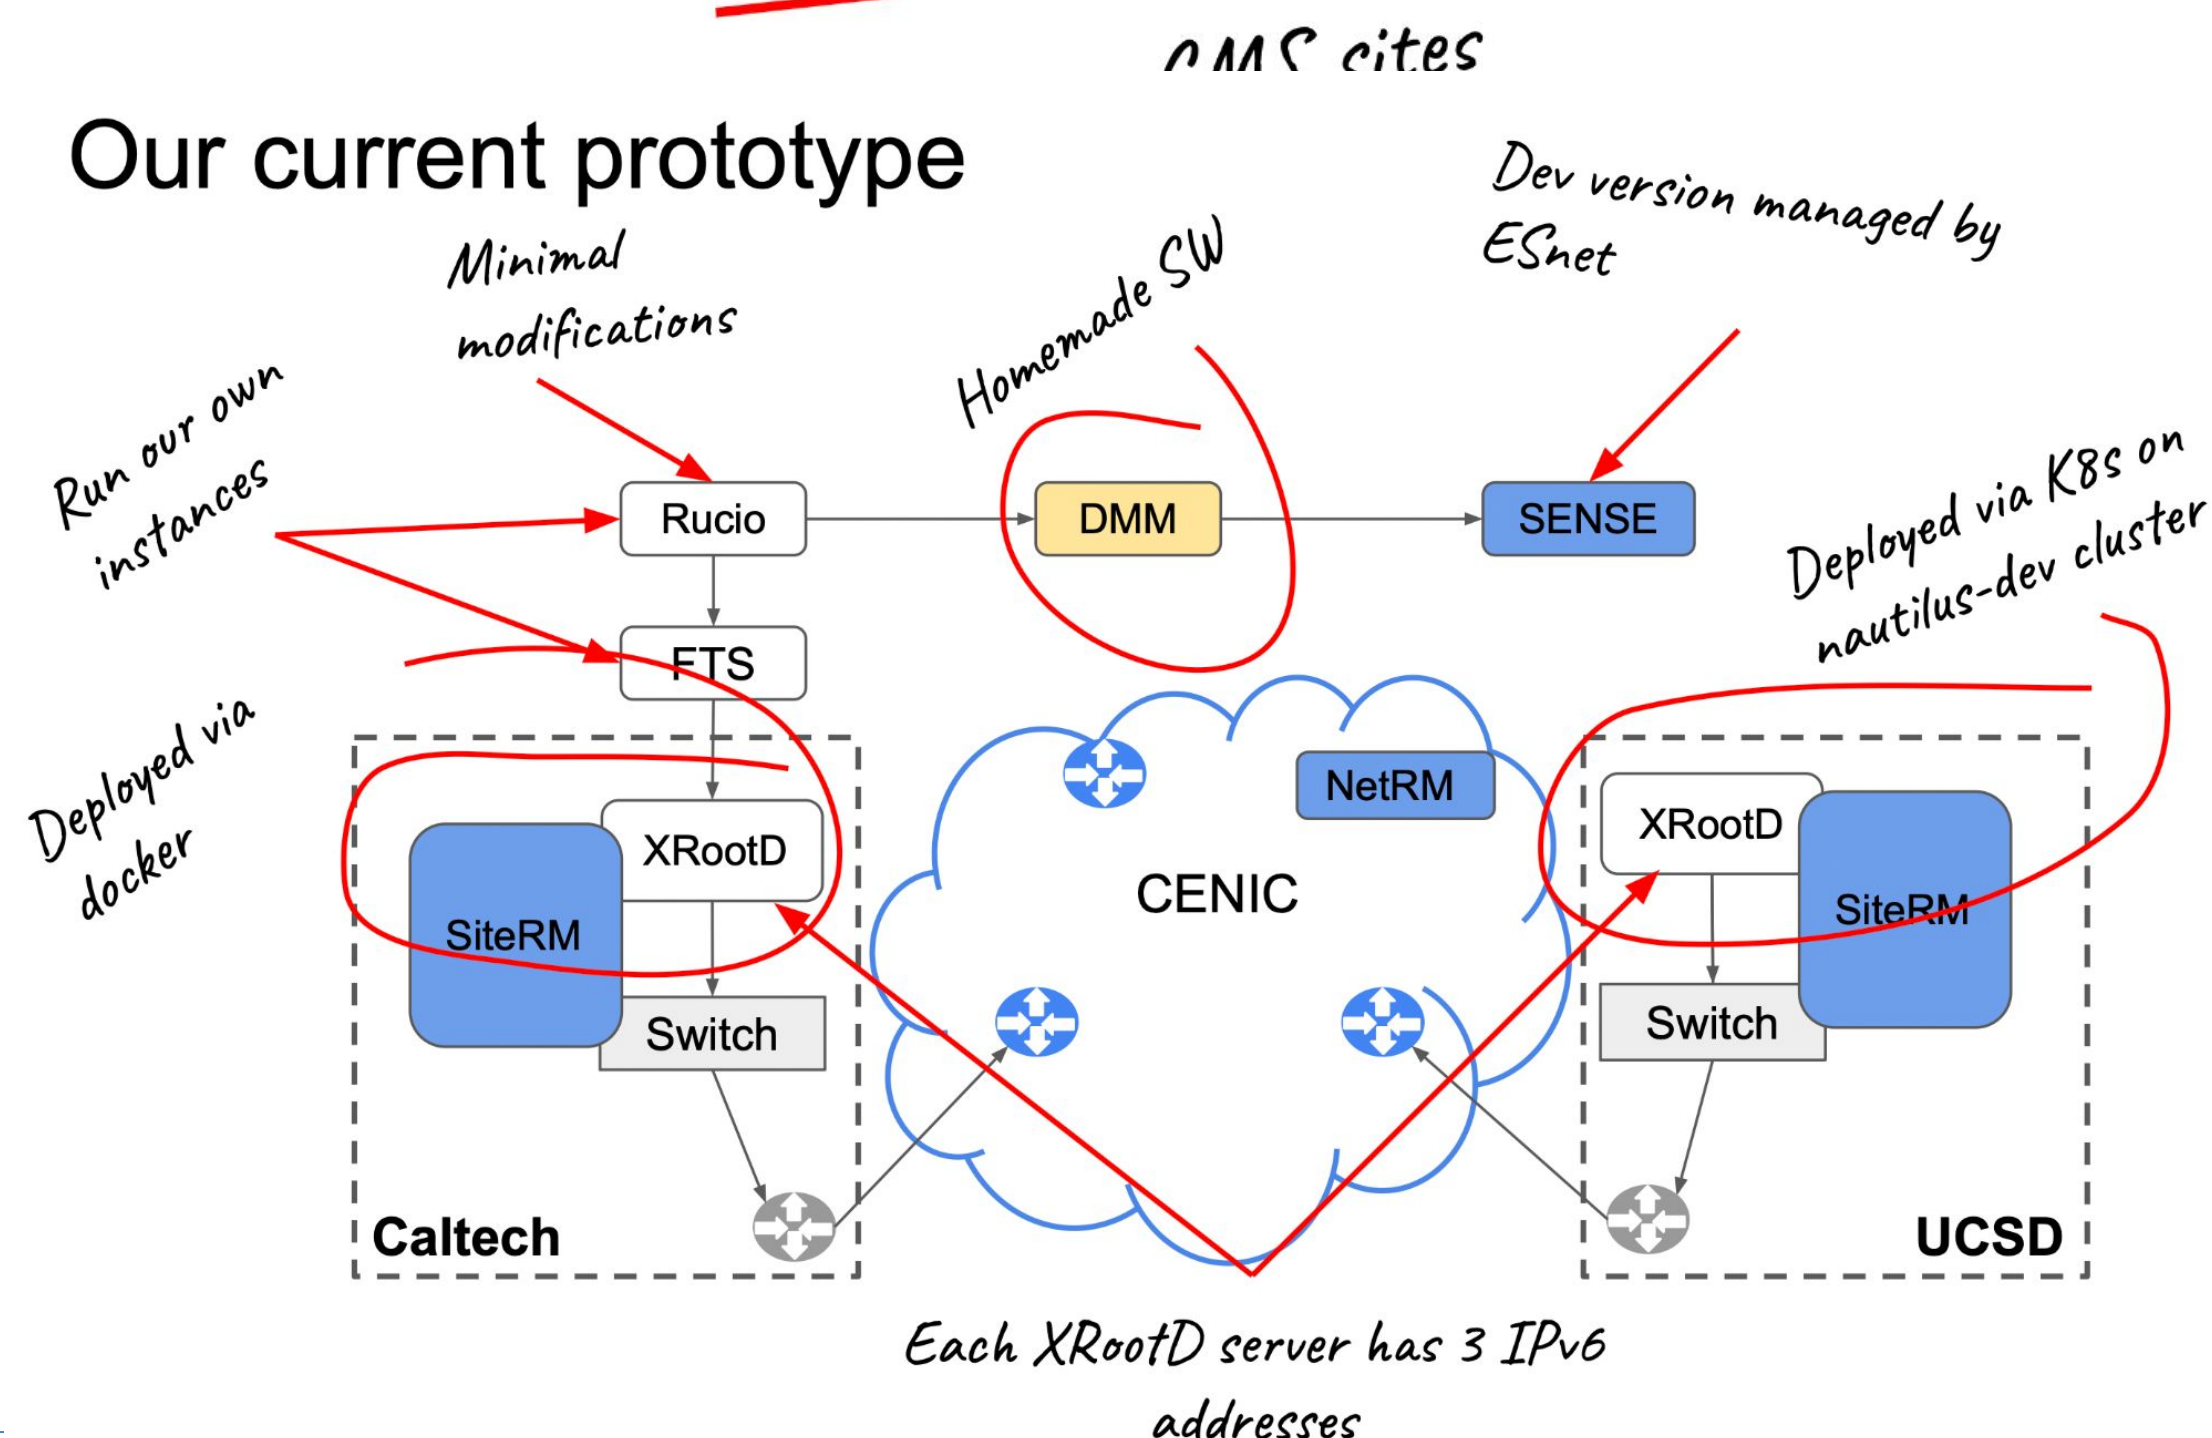 CMS sites
Our current prototype
Minimal
modifications
Homemade SW
Dev version managed by
ESnet
Run our own
instances
Deployed via K8s on
nautilus-dev cluster
Rucio
DMM
SENSE
FTS
Deployed via
docker
XRootD
SiteRM
Switch
Caltech
NetRM
CENIC
XRootD
SiteRM
Switch
UCSD
Each XRootD server has 3 IPv6
addresses